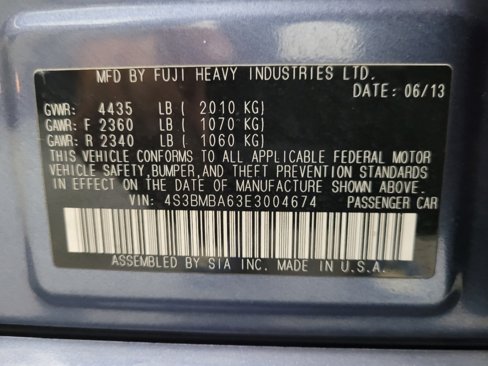 MFD BY FUJI HEAVY INDUSTRIES LTD.
DATE: 06/13
GVWR: 4435 LB ( 2010 KG)
GAWR: F 2360 LB ( 1070 KG)
GAWR: R 2340 LB ( 1060 KG)
THIS VEHICLE CONFORMS TO ALL APPLICABLE FEDERAL MOTOR
VEHICLE SAFETY,BUMPER,AND THEFT PREVENTION STANDARDS
IN EFFECT ON THE DATE OF MANUFACTURE SHOWN ABOVE.
VIN: 4S3BMBA63E3004674 PASSENGER CAR
ASSEMBLED BY SIA INC. MADE IN U.S.A.